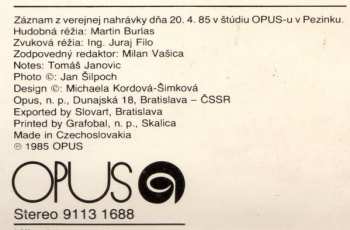 Záznam z verejnej nahrávky dňa 20. 4. 85 v štúdiu OPUS-u v Pezinku.
Hudobná réžia: Martin Burlas
Zvuková réžia: Ing. Juraj Filo
Zodpovedný redaktor: Milan Vašica
Notes: Tomáš Janovic
Photo ©: Jan Šilpoch
Design ©: Michaela Kordová-Šimková
Opus, n. p., Dunajská 18, Bratislava – ČSSR
Exported by Slovart, Bratislava
Printed by Grafobal, n. p., Skalica
Made in Czechoslovakia
℗ 1985 OPUS
OPUS
Stereo 9113 1688